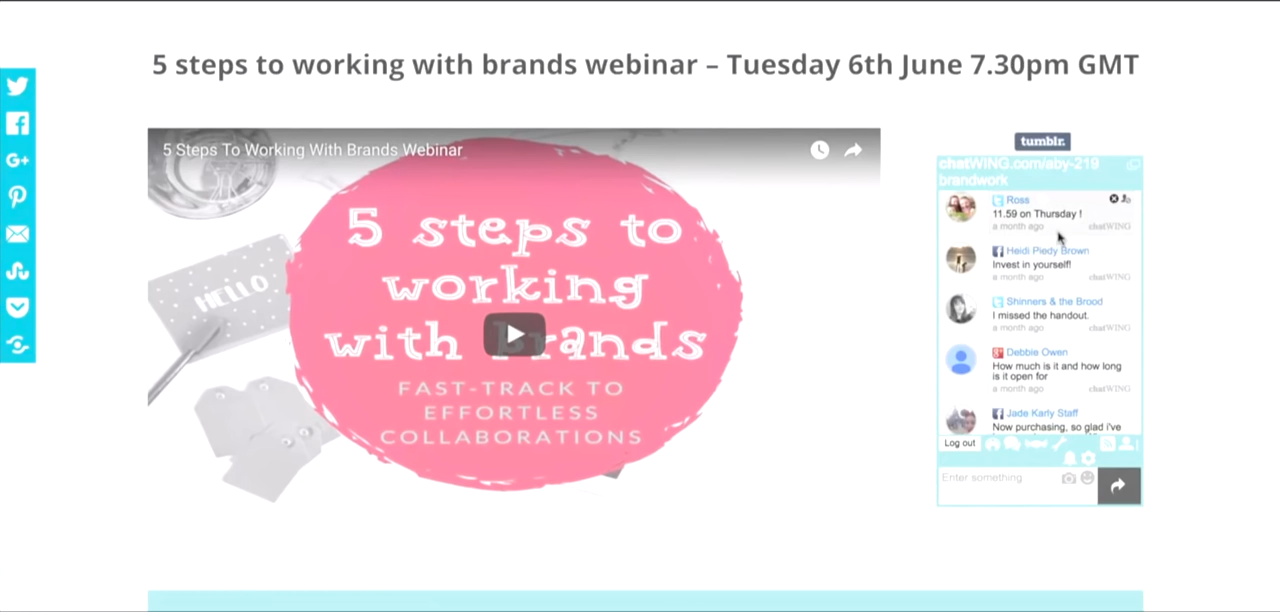 5 steps to working with brands webinar – Tuesday 6th June 7.30pm GMT
5 Steps To Working With Brands Webinar
HELLO
5 steps to
working
with Brands
FAST-TRACK TO
EFFORTLESS
COLLABORATIONS
tumblr.
chatWING.com/aby-219
brandwork
Ross
11.59 on Thursday !
a month ago chatWING
Heidi Piedy Brown
Invest in yourself!
a month ago chatWING
Shinners & the Brood
I missed the handout.
a month ago chatWING
Debbie Owen
How much is it and how long
is it open for
a month ago chatWING
Jade Karly Staff
Now purchasing, so glad i've
Log out
Enter something